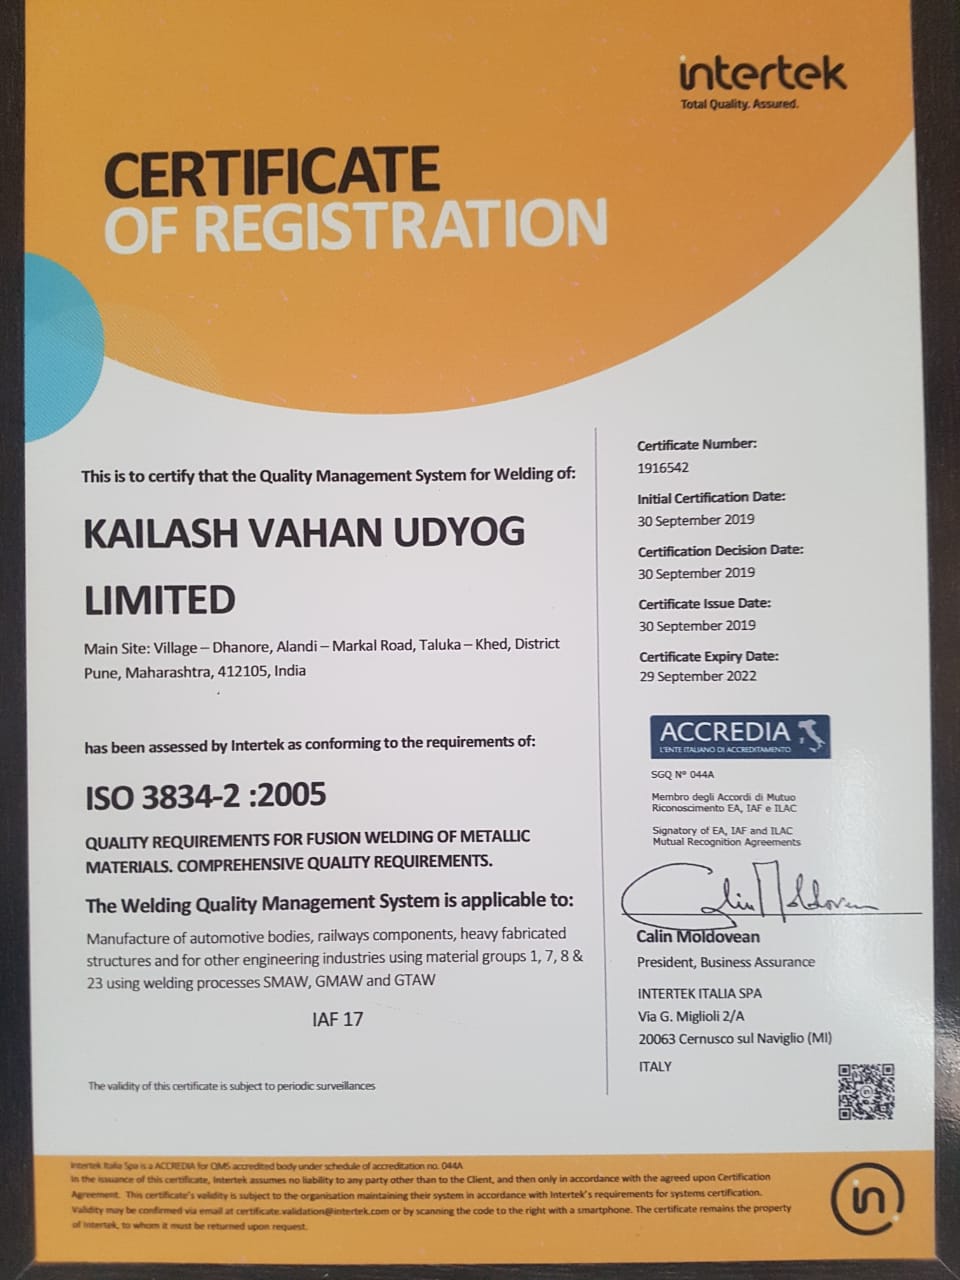 intertek
Total Quality. Assured.
CERTIFICATE
OF REGISTRATION
This is to certify that the Quality Management System for Welding of:
KAILASH VAHAN UDYOG
LIMITED
Main Site: Village – Dhanore, Alandi – Markal Road, Taluka – Khed, District
Pune, Maharashtra, 412105, India
has been assessed by Intertek as conforming to the requirements of:
ISO 3834-2 :2005
QUALITY REQUIREMENTS FOR FUSION WELDING OF METALLIC
MATERIALS. COMPREHENSIVE QUALITY REQUIREMENTS.
The Welding Quality Management System is applicable to:
Manufacture of automotive bodies, railways components, heavy fabricated
structures and for other engineering industries using material groups 1, 7, 8 &
23 using welding processes SMAW, GMAW and GTAW
IAF 17
The validity of this certificate is subject to periodic surveillances
Certificate Number:
1916542
Initial Certification Date:
30 September 2019
Certification Decision Date:
30 September 2019
Certificate Issue Date:
30 September 2019
Certificate Expiry Date:
29 September 2022
ACCREDIA
L'ENTE ITALIANO DI ACCREDITAMENTO
SGQ N° 044A
Membro degli Accordi di Mutuo
Riconoscimento EA, IAF e ILAC
Signatory of EA, IAF and ILAC
Mutual Recognition Agreements
Calin Moldovean
Calin Moldovean
President, Business Assurance
INTERTEK ITALIA SPA
Via G. Miglioli 2/A
20063 Cernusco sul Naviglio (MI)
ITALY
Intertek Italia Spa is a ACCREDIA for QMS accredited body under schedule of accreditation no. 044A
In the issuance of this certificate, Intertek assumes no liability to any party other than to the Client, and then only in accordance with the agreed upon Certification
Agreement. This certificate's validity is subject to the organisation maintaining their system in accordance with Intertek's requirements for systems certification.
Validity may be confirmed via email at certificate.validation@intertek.com or by scanning the code to the right with a smartphone. The certificate remains the property
of Intertek, to whom it must be returned upon request.
in